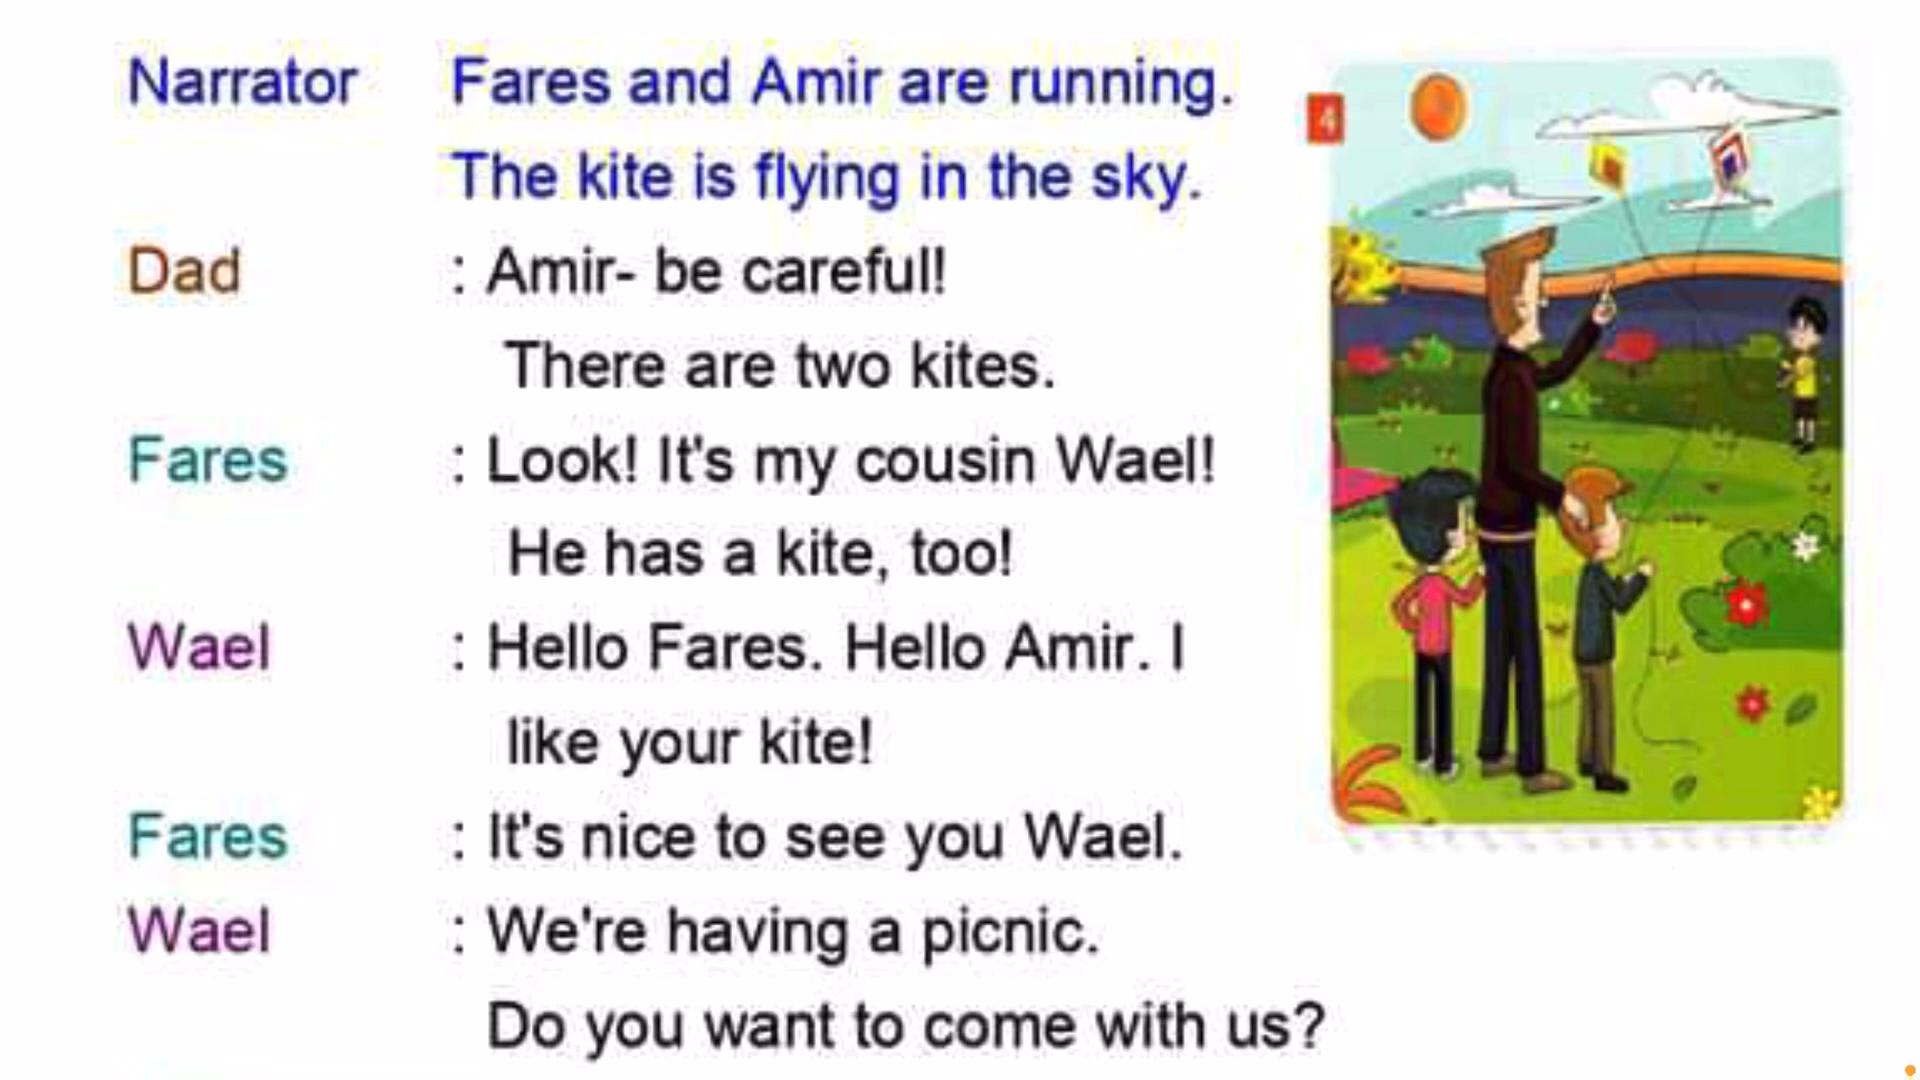 Narrator Fares and Amir are running.
The kite is flying in the sky.
Dad : Amir- be careful!
There are two kites.
Fares : Look! It's my cousin Wael!
He has a kite, too!
Wael : Hello Fares. Hello Amir. I
like your kite!
Fares : It's nice to see you Wael.
Wael : We're having a picnic.
Do you want to come with us?
4